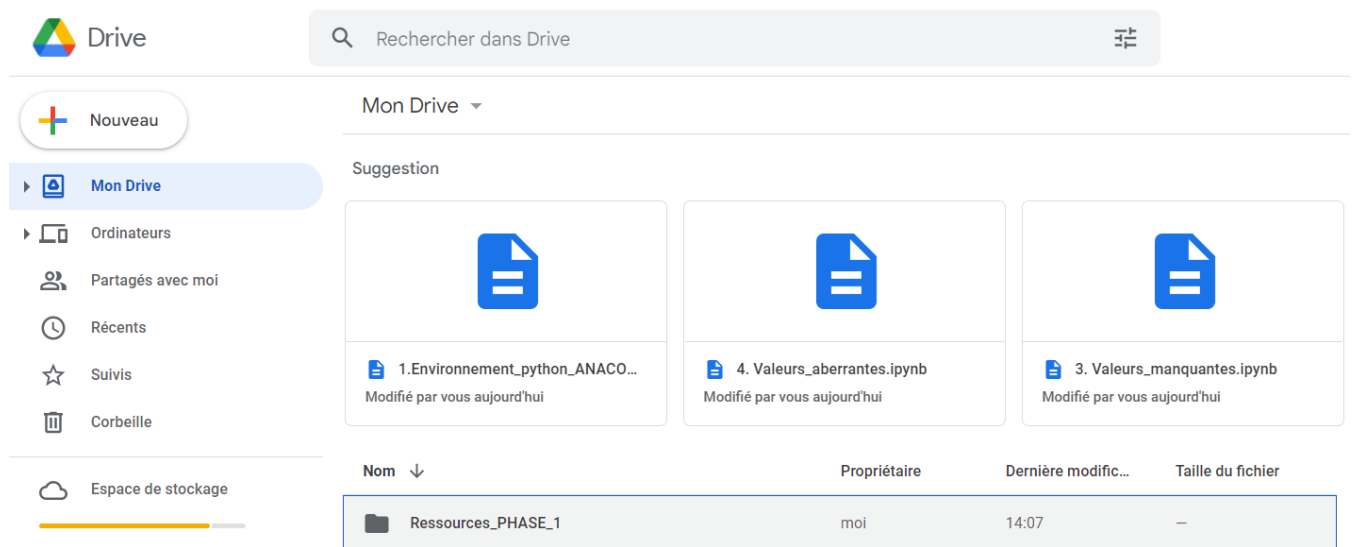 Drive
Rechercher dans Drive
Nouveau
Mon Drive
Ordinateurs
Partagés avec moi
Récents
Suivis
Corbeille
Espace de stockage
Mon Drive
Suggestion
1.Environnement_python_ANACO...
Modifié par vous aujourd'hui
4. Valeurs_aberrantes.ipynb
Modifié par vous aujourd'hui
3. Valeurs_manquantes.ipynb
Modifié par vous aujourd'hui
Nom Propriétaire Dernière modific... Taille du fichier
Ressources_PHASE_1 moi 14:07 —